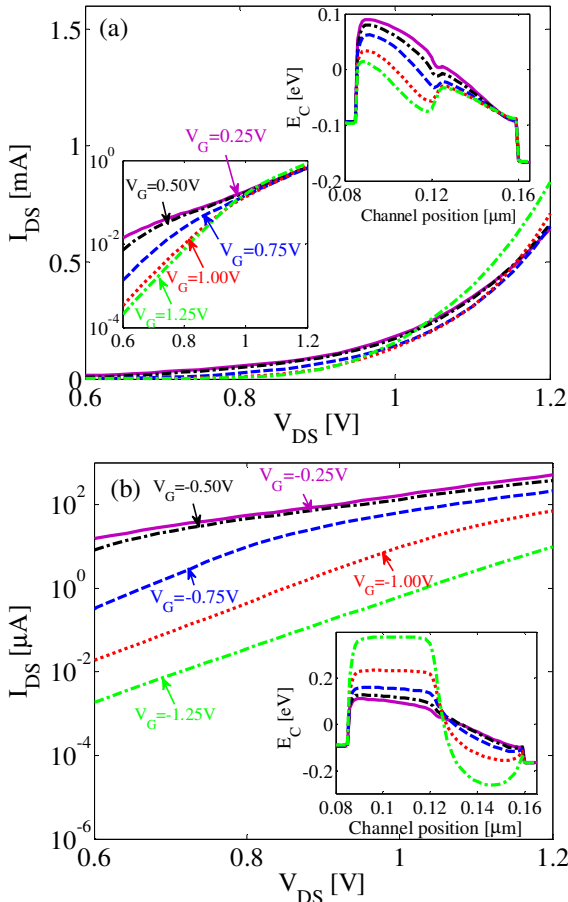 1.6
(a)
1
0.5
0
I_DS [mA]
0.6
0.8
1
1.2
V_DS [V]
0.1
0
-0.1
-0.2
E_C [eV]
0.08
0.12
0.16
Channel position [μm]
10^0
10^-2
10^-4
0.6
0.8
1
1.2
V_G=0.25V
V_G=0.50V
V_G=0.75V
V_G=1.00V
V_G=1.25V
(b)
10^2
10^0
10^-2
10^-4
10^-6
I_DS [μA]
0.6
0.8
1
1.2
V_DS [V]
V_G=-0.25V
V_G=-0.50V
V_G=-0.75V
V_G=-1.00V
V_G=-1.25V
0.2
0
-0.2
E_C [eV]
0.08
0.1
0.12
0.14
0.16
Channel position [μm]